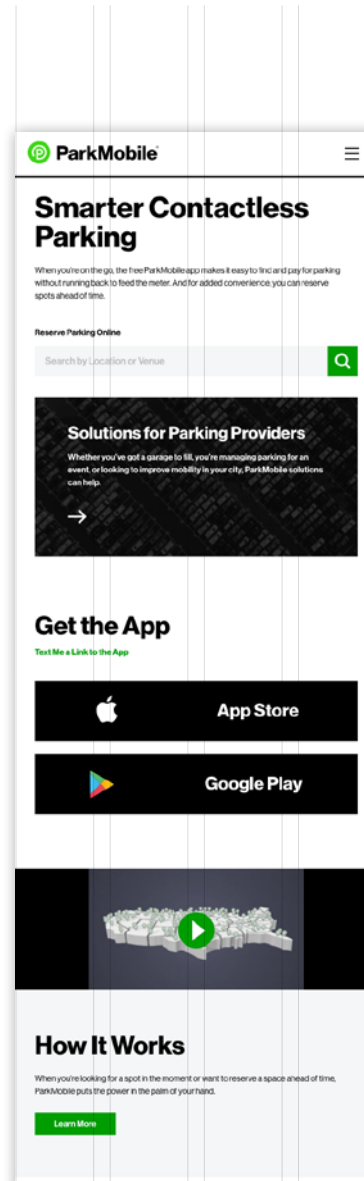 ParkMobile
Smarter Contactless
Parking
When you're on the go, the free ParkMobile app makes it easy to find and pay for parking
without running back to feed the meter. And for added convenience, you can reserve
spots ahead of time.
Reserve Parking Online
Search by Location or Venue
Solutions for Parking Providers
Whether you've got a garage to fill, you're managing parking for an
event, or looking to improve mobility in your city, ParkMobile solutions
can help.
Get the App
Text Me a Link to the App
App Store
Google Play
How It Works
When you're looking for a spot in the moment or want to reserve a space ahead of time,
ParkMobile puts the power in the palm of your hand.
Learn More